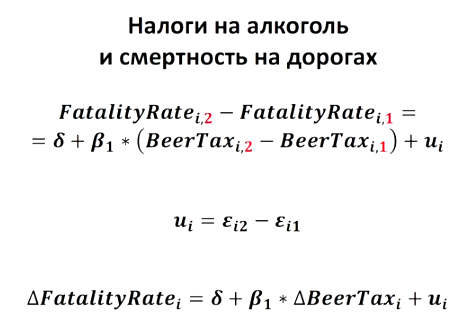 Налоги на алкоголь
и смертность на дорогах
FatalityRate_{i,2} − FatalityRate_{i,1} =
= δ + β_1 * (BeerTax_{i,2} − BeerTax_{i,1}) + u_i
u_i = ε_{i2} − ε_{i1}
ΔFatalityRate_i = δ + β_1 * ΔBeerTax_i + u_i